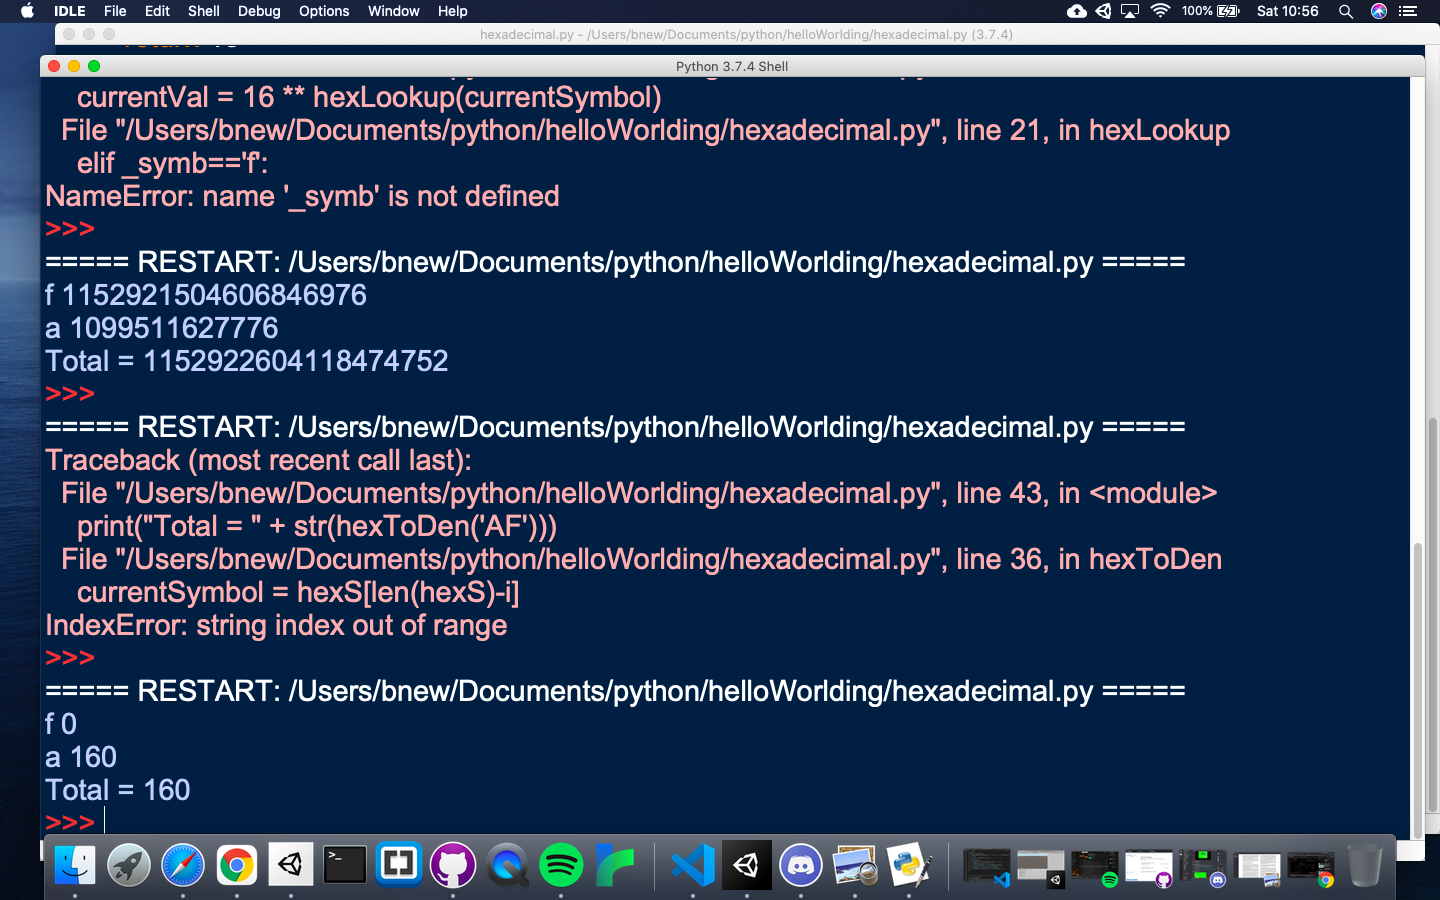 IDLE File Edit Shell Debug Options Window Help 100% Sat 10:56
hexadecimal.py - /Users/bnew/Documents/python/helloWorlding/hexadecimal.py (3.7.4)
Python 3.7.4 Shell
currentVal = 16 ** hexLookup(currentSymbol)
File "/Users/bnew/Documents/python/helloWorlding/hexadecimal.py", line 21, in hexLookup
elif _symb=='f':
NameError: name '_symb' is not defined
>>>
===== RESTART: /Users/bnew/Documents/python/helloWorlding/hexadecimal.py =====
f 1152921504606846976
a 1099511627776
Total = 1152922604118474752
>>>
===== RESTART: /Users/bnew/Documents/python/helloWorlding/hexadecimal.py =====
Traceback (most recent call last):
File "/Users/bnew/Documents/python/helloWorlding/hexadecimal.py", line 43, in <module>
print("Total = " + str(hexToDen('AF')))
File "/Users/bnew/Documents/python/helloWorlding/hexadecimal.py", line 36, in hexToDen
currentSymbol = hexS[len(hexS)-i]
IndexError: string index out of range
>>>
===== RESTART: /Users/bnew/Documents/python/helloWorlding/hexadecimal.py =====
f 0
a 160
Total = 160
>>>